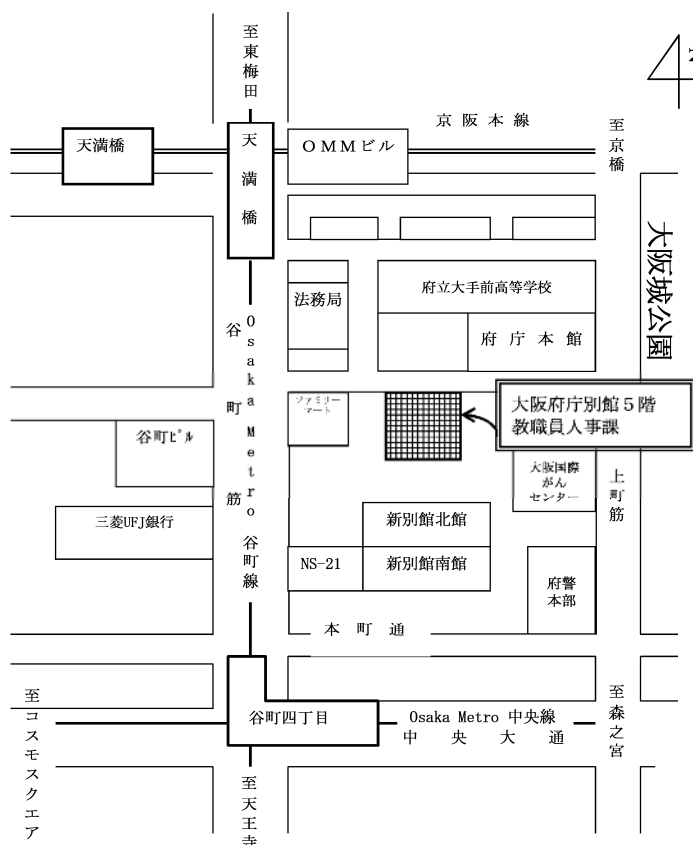 至東梅田
京阪本線
至京橋
天満橋
天満橋
OMMビル
大阪城公園
法務局
府立大手前高等学校
府庁本館
谷町筋
Osaka Metro 谷町線
ファミリー
マート
大阪府庁別館5階
教職員人事課
谷町ﾋﾞﾙ
大阪国際
がん
センター
上町筋
三菱UFJ銀行
新別館北館
NS-21
新別館南館
府警
本部
本町通
至コスモスクエア
谷町四丁目
Osaka Metro 中央線
中央大通
至森之宮
至天王寺